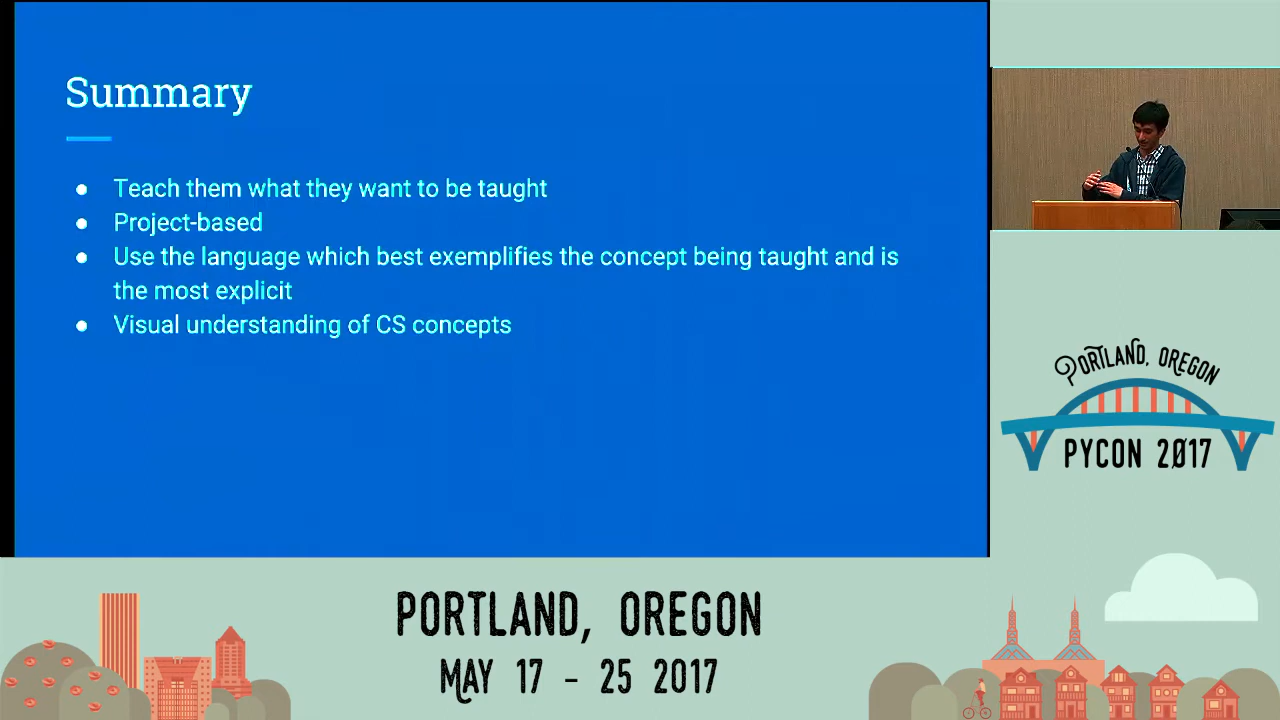 Summary
Teach them what they want to be taught
Project-based
Use the language which best exemplifies the concept being taught and is
the most explicit
Visual understanding of CS concepts
PORTLAND, OREGON
PYCON 2017
PORTLAND, OREGON
MAY 17 - 25 2017